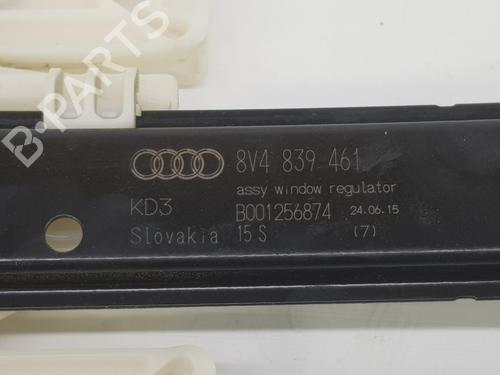 B-PARTS
8V4 839 461
assy window regulator
KD3 B001256874 24.06.15
Slovakia 15 S (7)